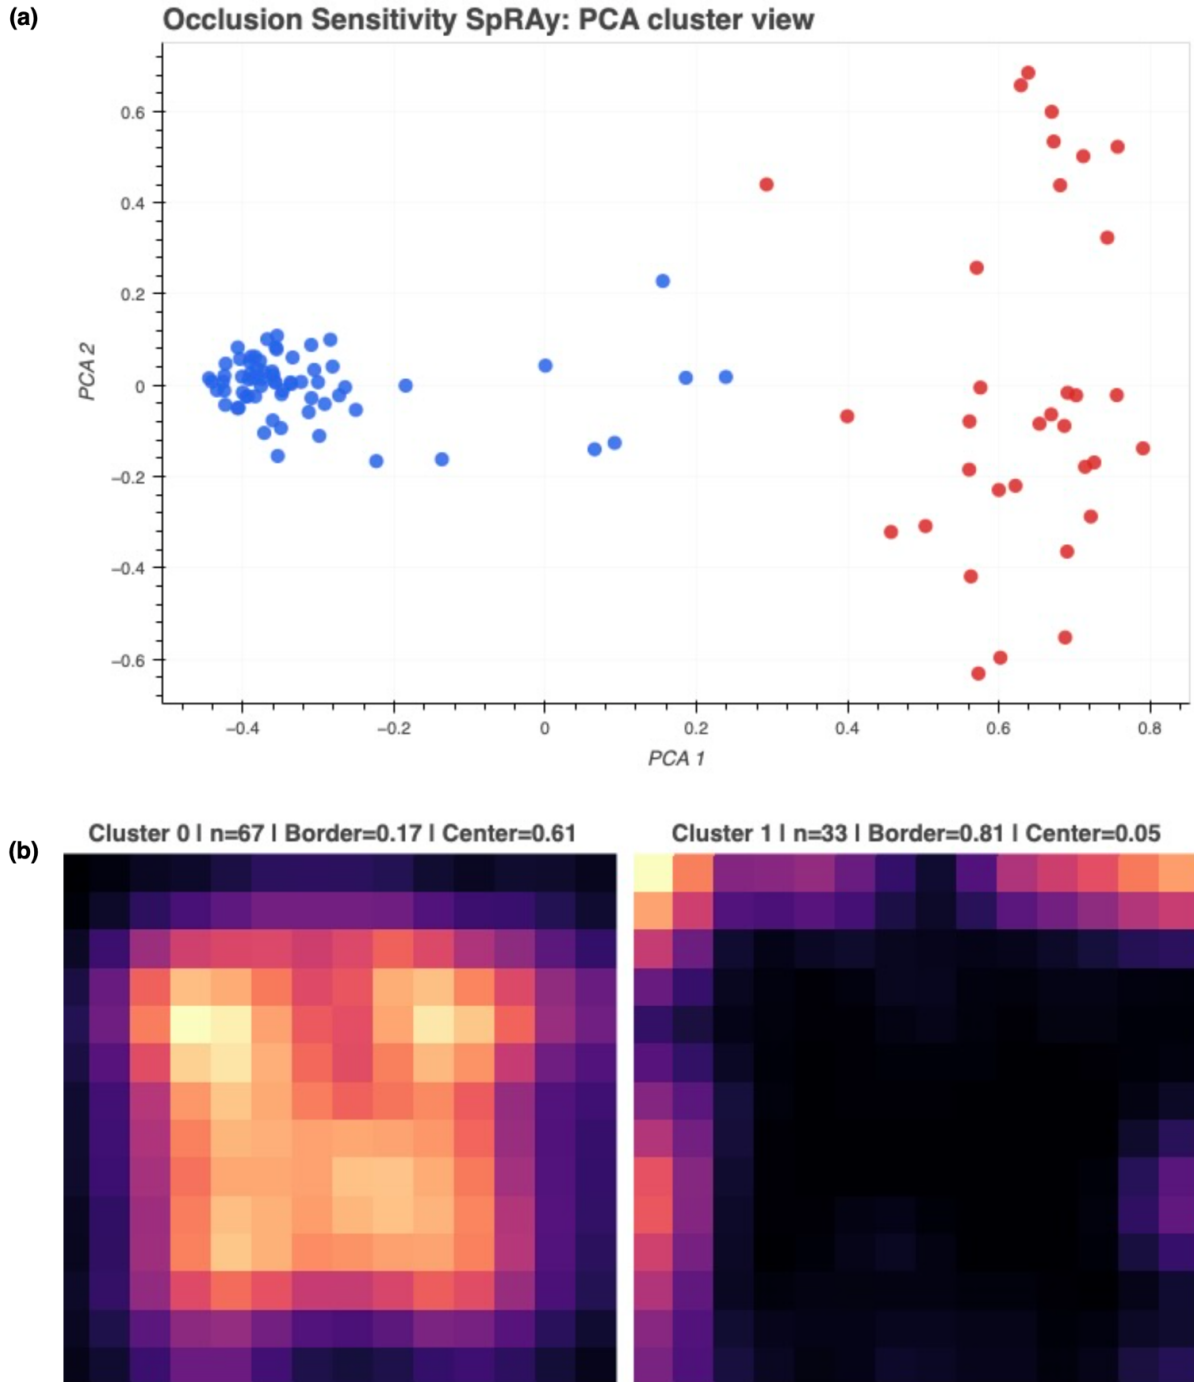 (a)
Occlusion Sensitivity SpRAy: PCA cluster view
0.6
0.4
0.2
0
−0.2
−0.4
−0.6
PCA 2
−0.4 −0.2 0 0.2 0.4 0.6 0.8
PCA 1
(b)
Cluster 0 | n=67 | Border=0.17 | Center=0.61
Cluster 1 | n=33 | Border=0.81 | Center=0.05